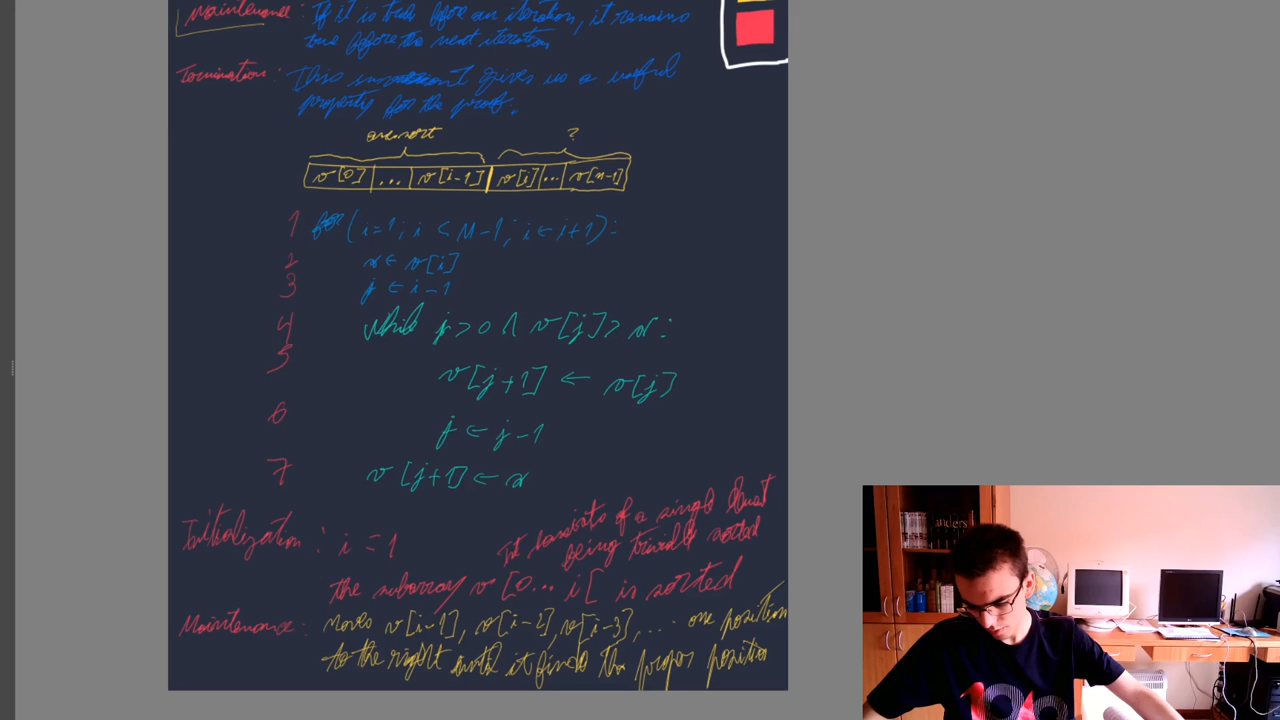 Maintenance: If it is true before an iteration, it remains
true before the next iteration
Termination: This gives us a useful
property for the proof.
?
v[0] ... v[i-1] v[i] ... v[n-1]
1 for (i=1; i < N-1; i ← i+1):
2 x ← v[i]
3 j ← i-1
4 while j > 0 ∧ v[j] > x:
5
v[j+1] ← v[j]
6
j ← j-1
7 v[j+1] ← x
Initialization: i = 1
It consists of a single
being trivially sorted
the subarray v[0... i[ is sorted
Maintenance: moves v[i-1], v[i-2], v[i-3], ... one position
to the right until it finds the proper position
anders